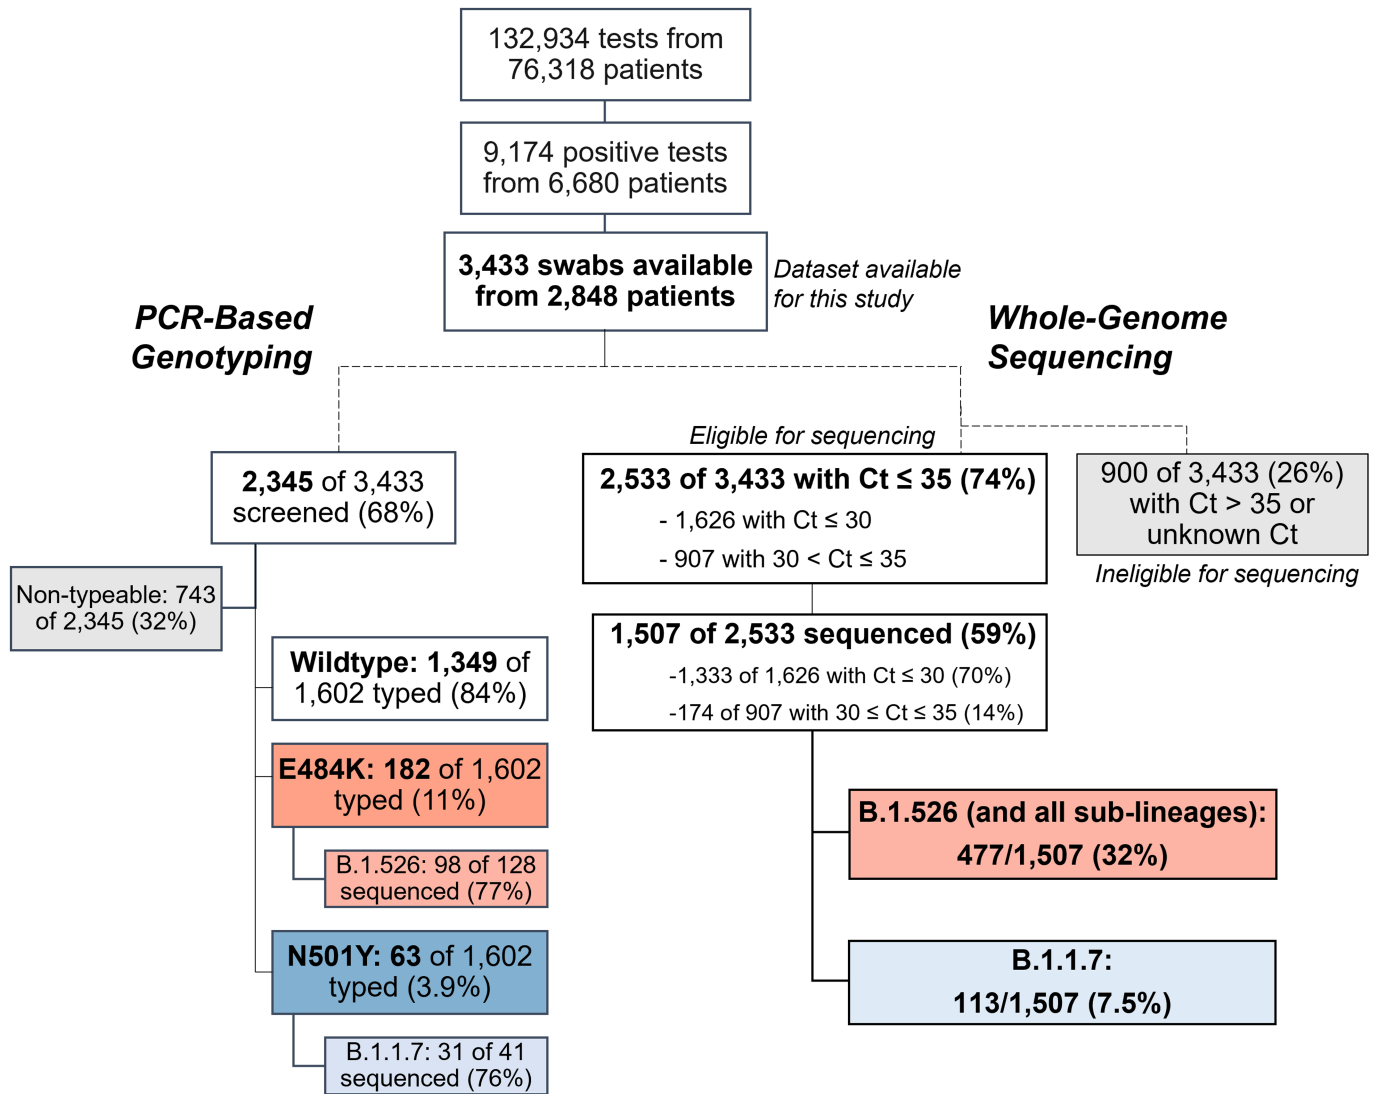 132,934 tests from
76,318 patients
9,174 positive tests
from 6,680 patients
3,433 swabs available
from 2,848 patients
Dataset available
for this study
PCR-Based
Genotyping
Whole-Genome
Sequencing
2,345 of 3,433
screened (68%)
Non-typeable: 743
of 2,345 (32%)
Wildtype: 1,349 of
1,602 typed (84%)
E484K: 182 of 1,602
typed (11%)
B.1.526: 98 of 128
sequenced (77%)
N501Y: 63 of 1,602
typed (3.9%)
B.1.1.7: 31 of 41
sequenced (76%)
Eligible for sequencing
2,533 of 3,433 with Ct ≤ 35 (74%)
- 1,626 with Ct ≤ 30
- 907 with 30 < Ct ≤ 35
900 of 3,433 (26%)
with Ct > 35 or
unknown Ct
Ineligible for sequencing
1,507 of 2,533 sequenced (59%)
-1,333 of 1,626 with Ct ≤ 30 (70%)
-174 of 907 with 30 ≤ Ct ≤ 35 (14%)
B.1.526 (and all sub-lineages):
477/1,507 (32%)
B.1.1.7:
113/1,507 (7.5%)